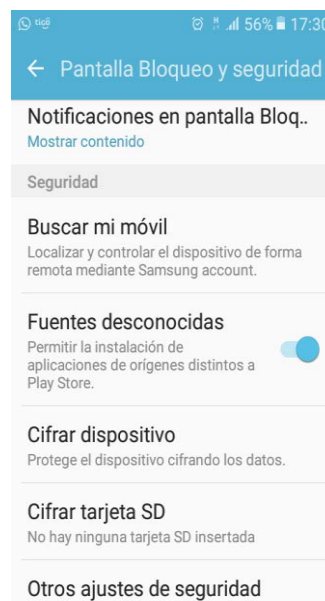 tigo 56% 17:30
Pantalla Bloqueo y seguridad
Notificaciones en pantalla Bloq..
Mostrar contenido
Seguridad
Buscar mi móvil
Localizar y controlar el dispositivo de forma
remota mediante Samsung account.
Fuentes desconocidas
Permitir la instalación de
aplicaciones de orígenes distintos a
Play Store.
Cifrar dispositivo
Protege el dispositivo cifrando los datos.
Cifrar tarjeta SD
No hay ninguna tarjeta SD insertada
Otros ajustes de seguridad